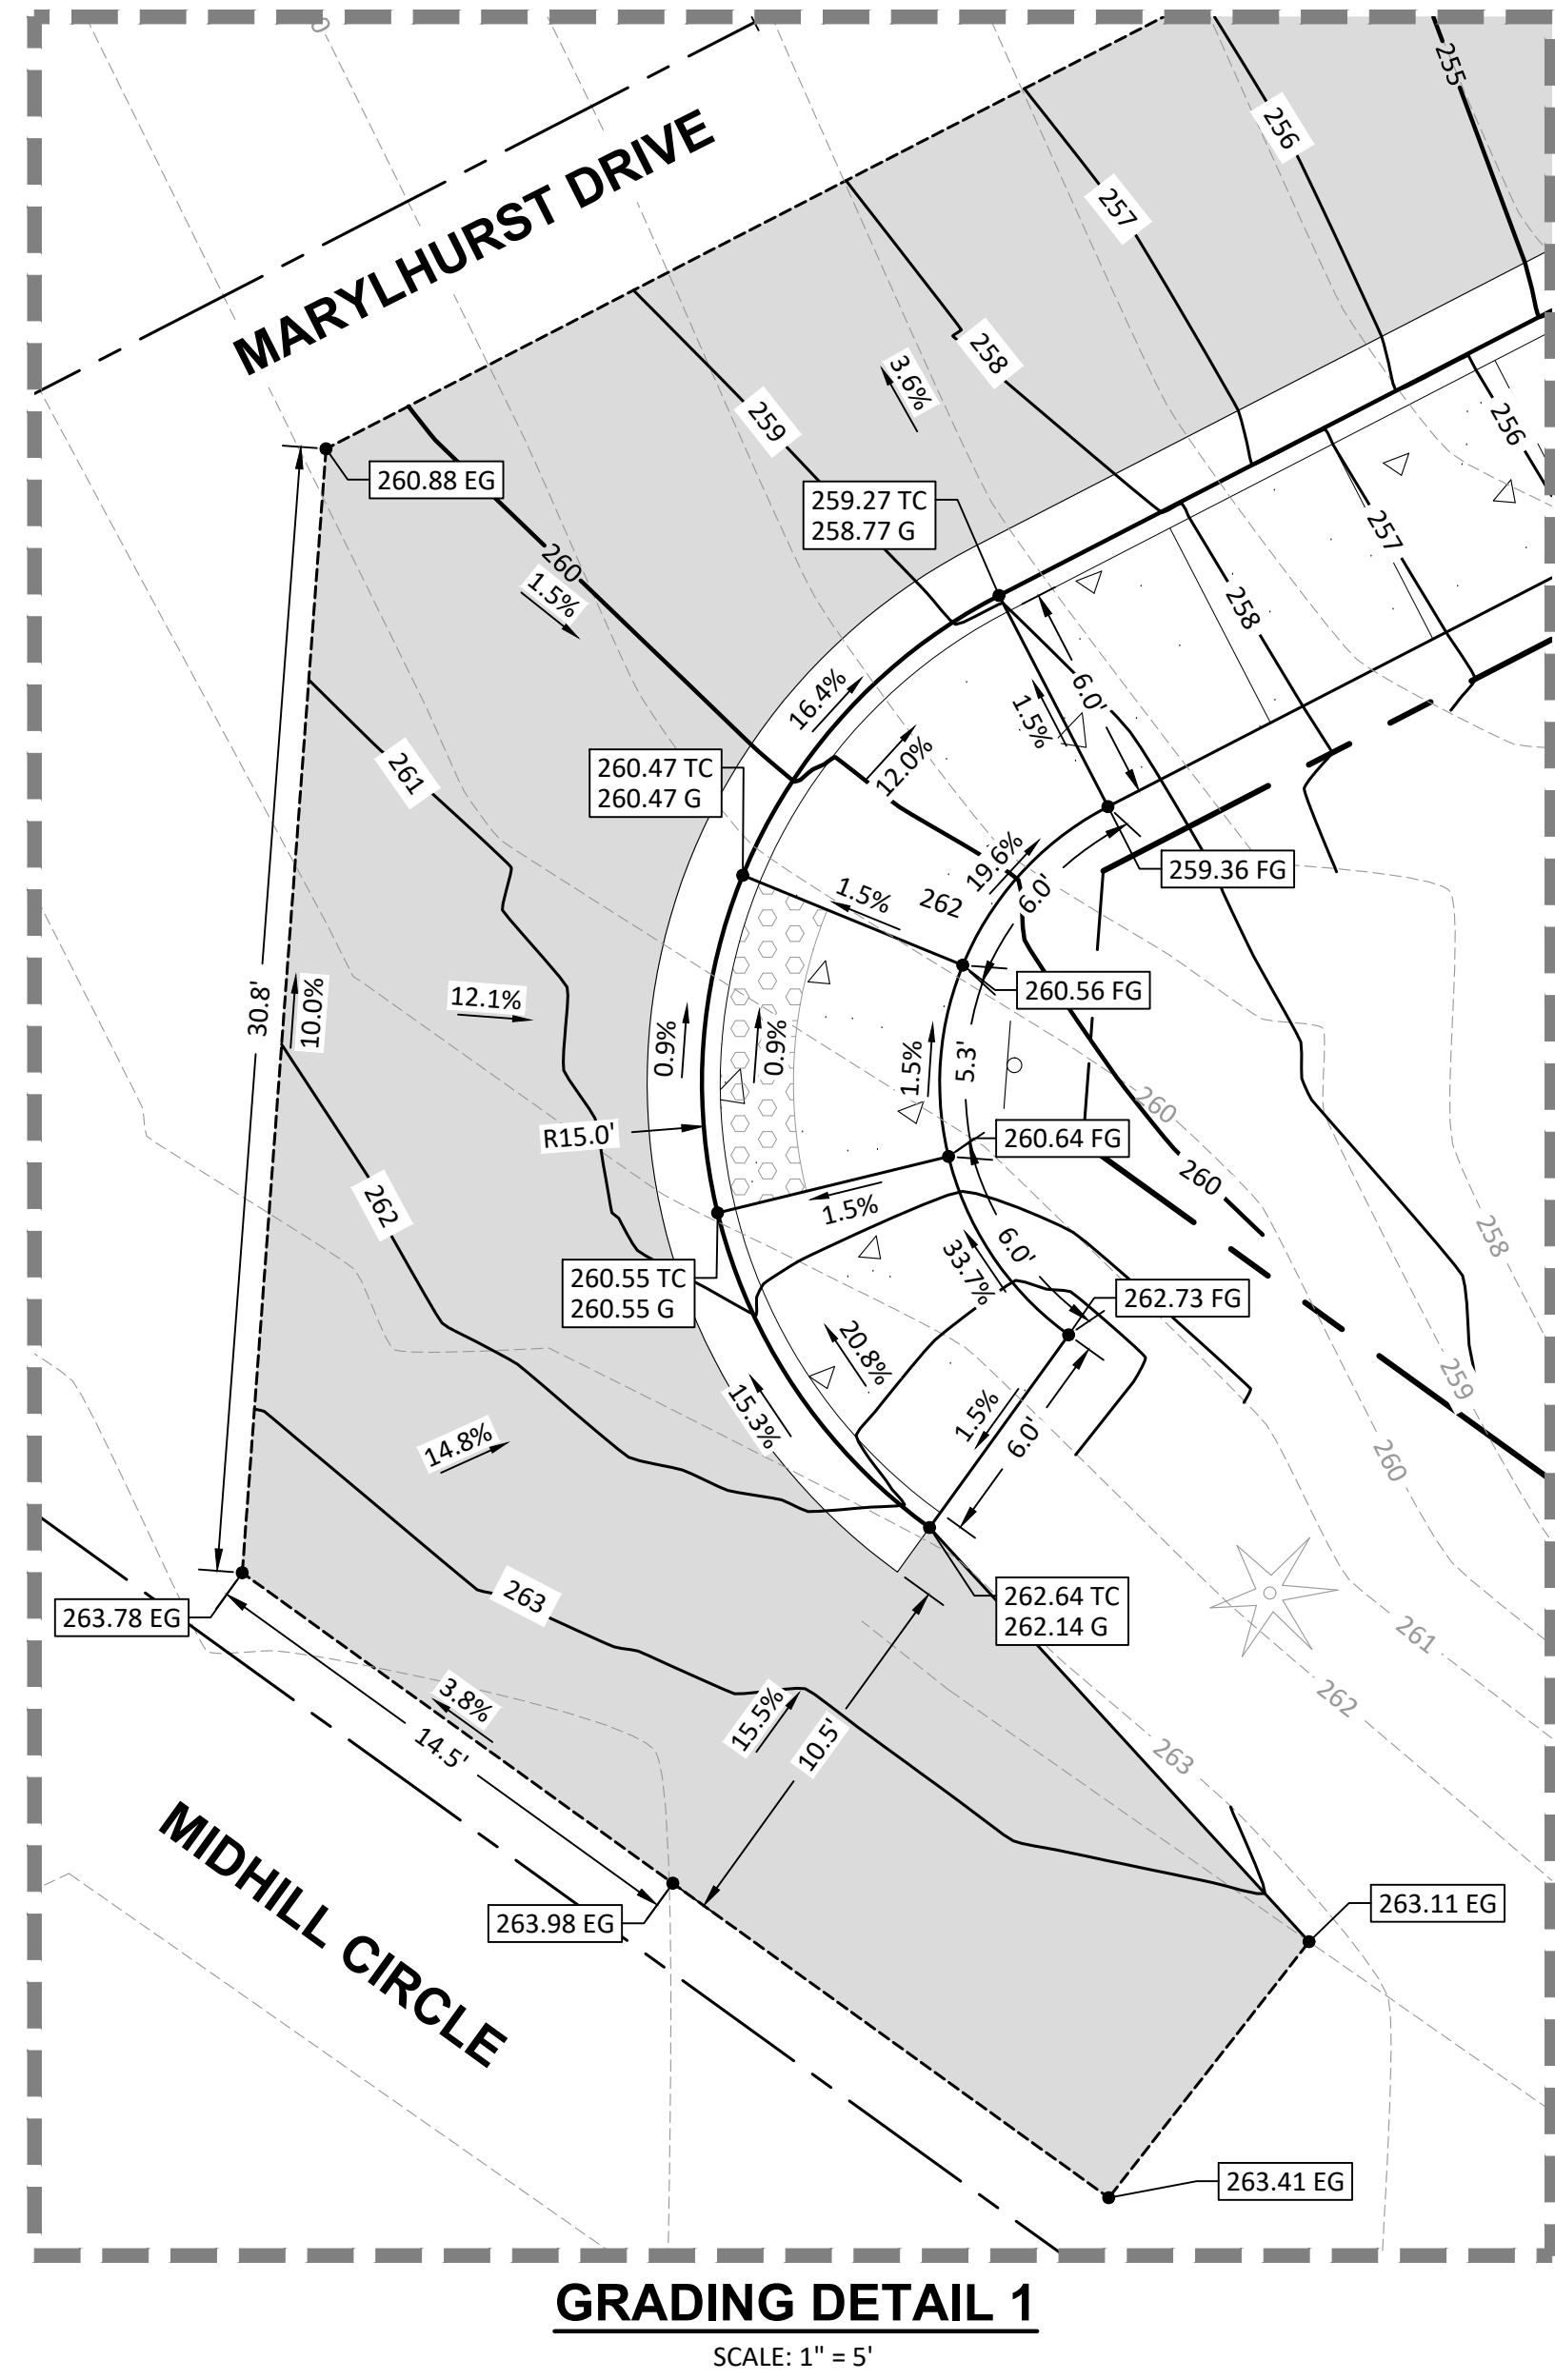 255
256
257
MARYLHURST DRIVE
258
3.6%
259
256
260.88 EG
259.27 TC
258.77 G
257
260
1.5%
258
16.4%
6.0'
1.5%
261
260.47 TC
260.47 G
12.0%
19.6%
259.36 FG
1.5%
262
6.0'
30.8'
10.0%
12.1%
260.56 FG
0.9%
0.9%
1.5%
5.3'
260
R15.0'
260.64 FG
260
262
1.5%
258
6.0'
33.7%
260.55 TC
260.55 G
262.73 FG
20.8%
259
15.3%
1.5%
6.0'
14.8%
260
263
263.78 EG
262.64 TC
262.14 G
261
3.8%
262
15.5%
14.5'
10.5'
263
MIDHILL CIRCLE
263.98 EG
263.11 EG
263.41 EG
GRADING DETAIL 1
SCALE: 1" = 5'